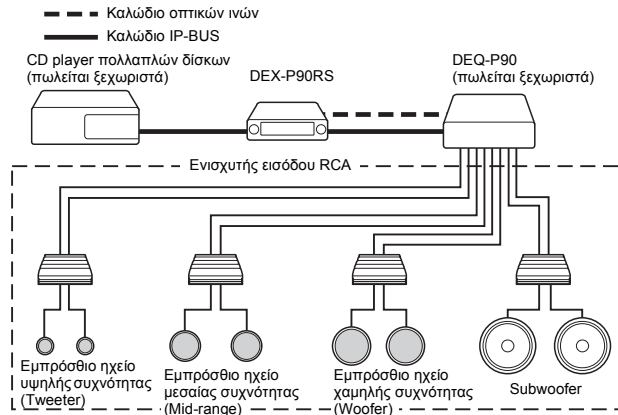 Καλώδιο οπτικών ινών
Καλώδιο IP-BUS
CD player πολλαπλών δίσκων
(πωλείται ξεχωριστά)
DEX-P90RS
DEQ-P90
(πωλείται ξεχωριστά)
Ενισχυτής εισόδου RCA
Εμπρόσθιο ηχείο
υψηλής συχνότητας
(Tweeter)
Εμπρόσθιο ηχείο
μεσαίας συχνότητας
(Mid-range)
Εμπρόσθιο ηχείο
χαμηλής συχνότητας
(Woofer)
Subwoofer